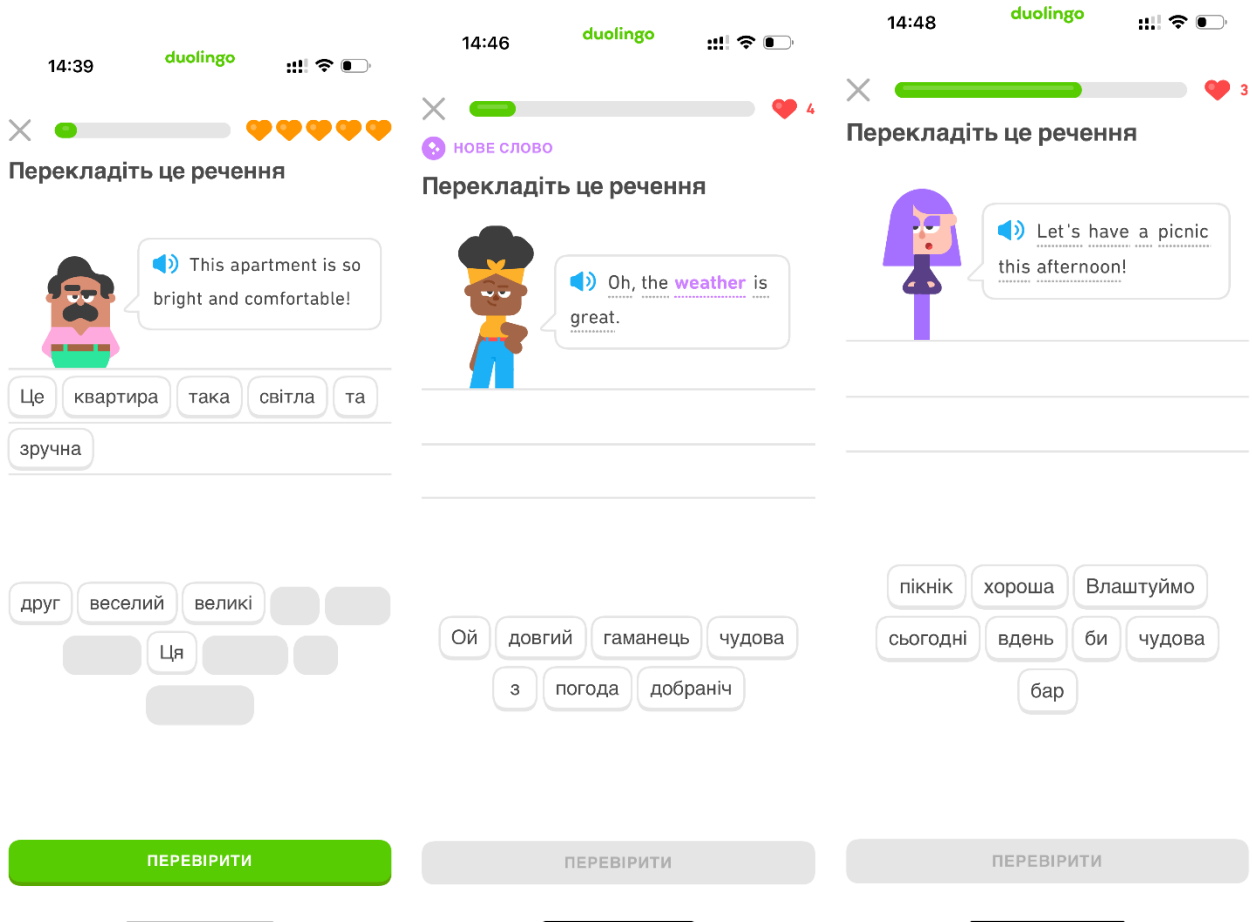 14:39
duolingo
Перекладіть це речення
This apartment is so
bright and comfortable!
Це квартира така світла та
зручна
друг веселий великі
Ця
ПЕРЕВІРИТИ
14:46
duolingo
4
НОВЕ СЛОВО
Перекладіть це речення
Oh, the weather is
great.
Ой довгий гаманець чудова
з погода добраніч
ПЕРЕВІРИТИ
14:48
duolingo
3
Перекладіть це речення
Let's have a picnic
this afternoon!
пікнік хороша Влаштуймо
сьогодні вдень би чудова
бар
ПЕРЕВІРИТИ